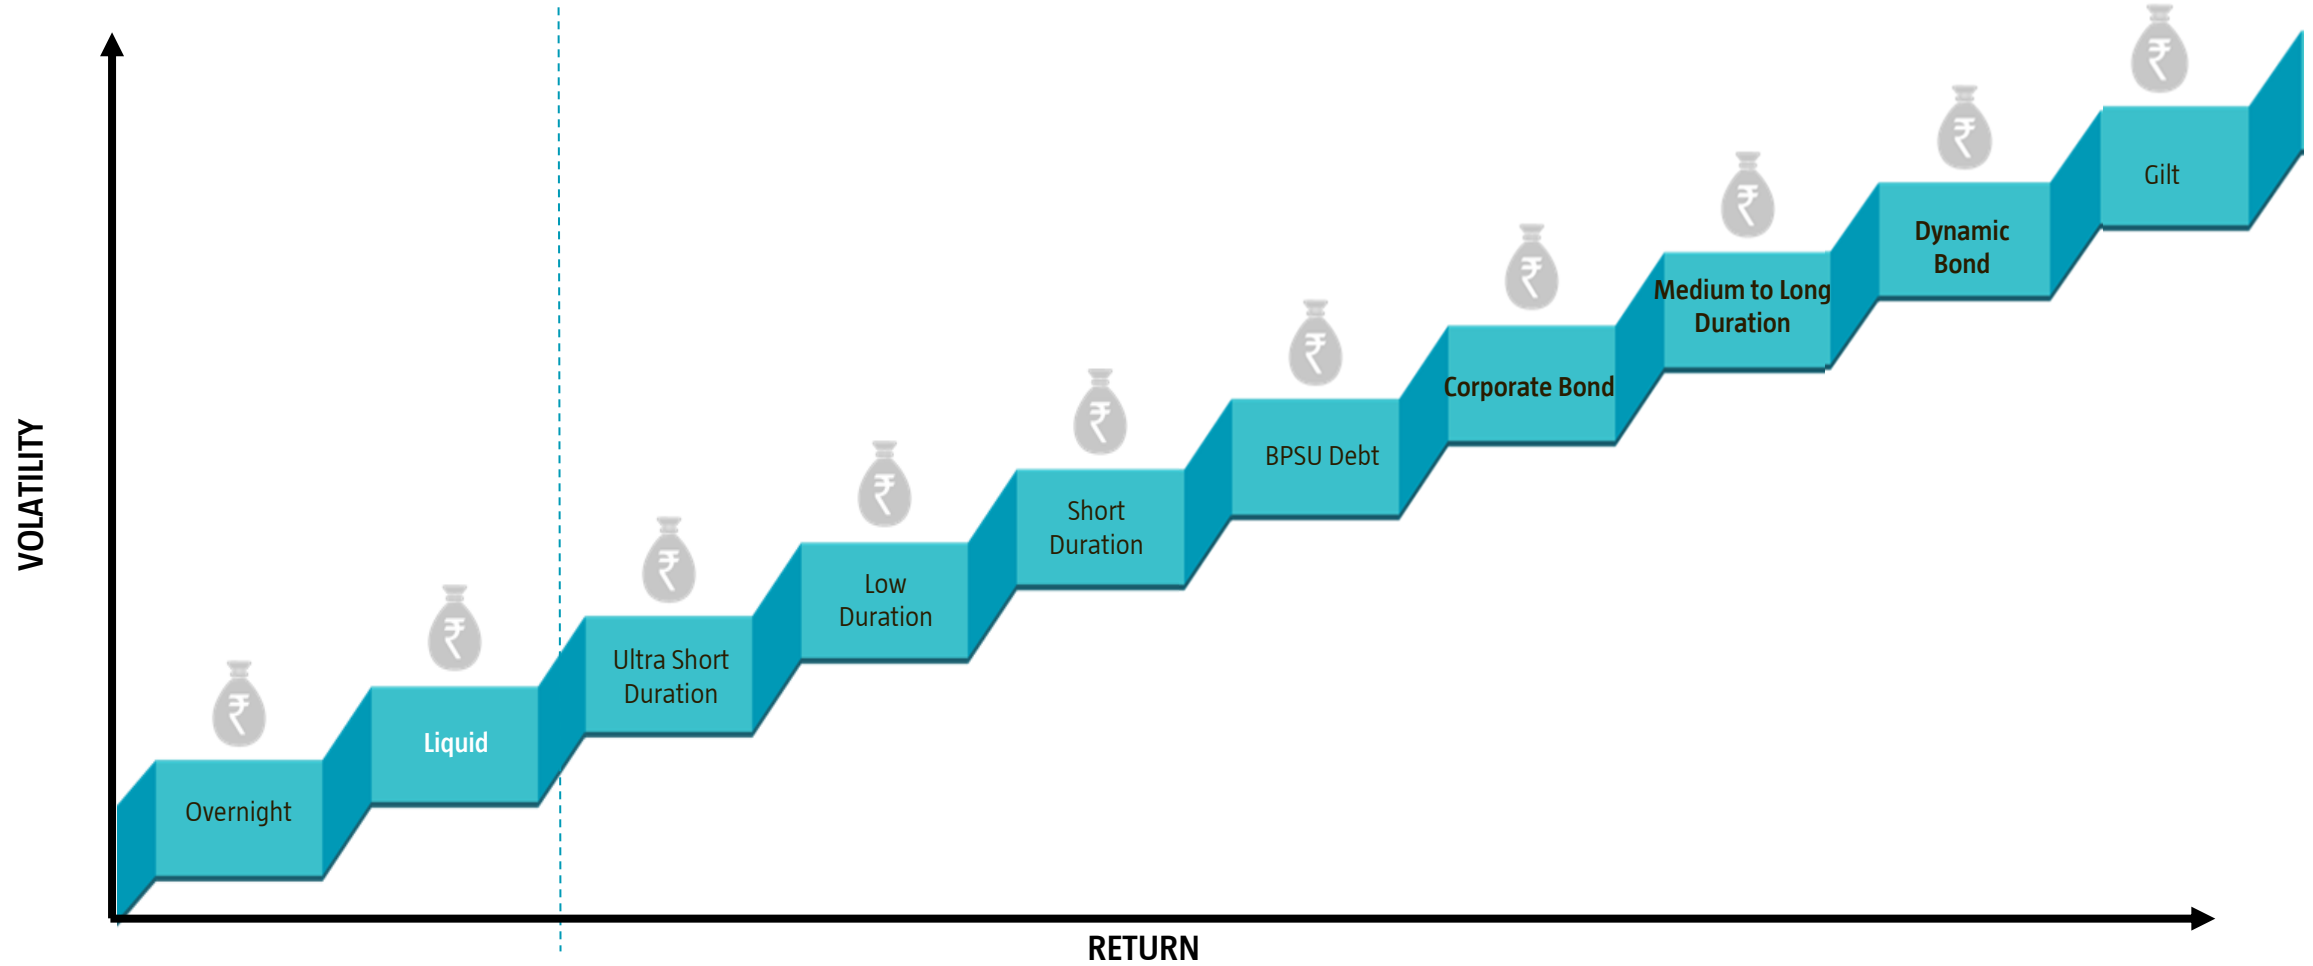 VOLATILITY
Overnight
Liquid
Ultra Short
Duration
Low
Duration
Short
Duration
BPSU Debt
Corporate Bond
Medium to Long
Duration
Dynamic
Bond
Gilt
RETURN
₹
₹
₹
₹
₹
₹
₹
₹
₹
₹